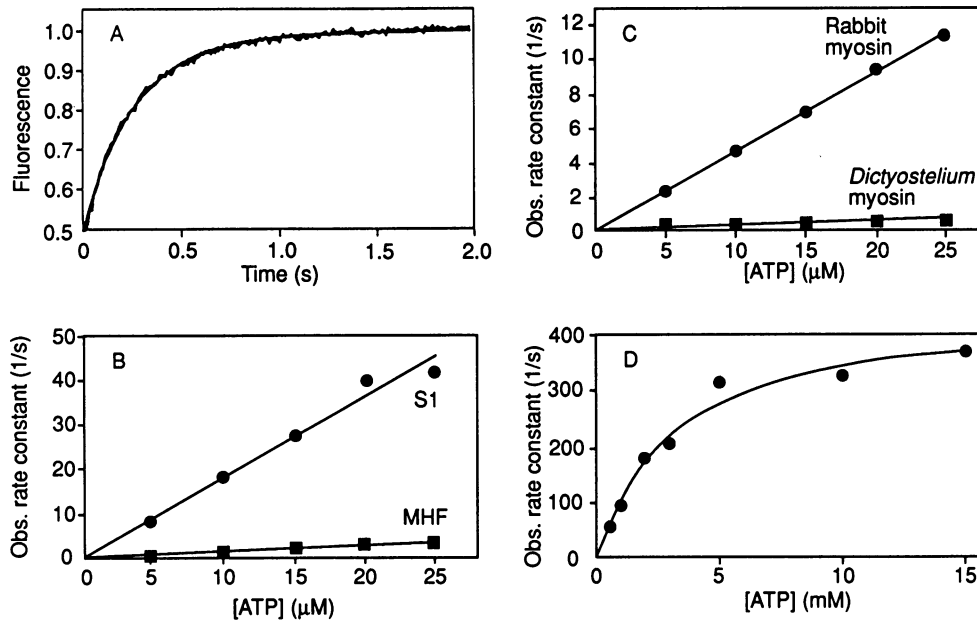 A
1.0
0.9
0.8
0.7
0.6
0.5
0
0.5
1.0
1.5
2.0
Fluorescence
Time (s)
C
12
10
8
6
4
2
0
0
5
10
15
20
25
Obs. rate constant (1/s)
[ATP] (μM)
Rabbit
myosin
Dictyostelium
myosin
B
50
40
30
20
10
0
0
5
10
15
20
25
Obs. rate constant (1/s)
[ATP] (μM)
S1
MHF
D
400
300
200
100
0
0
5
10
15
Obs. rate constant (1/s)
[ATP] (mM)